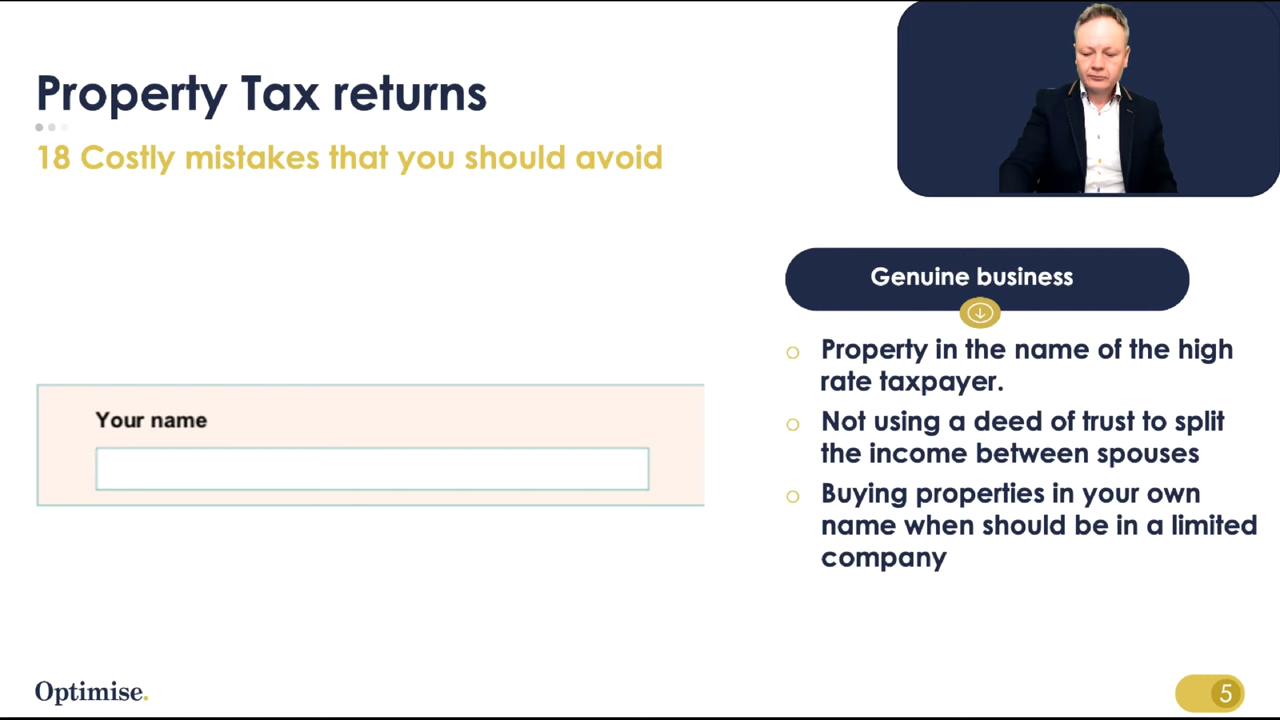 Property Tax returns
18 Costly mistakes that you should avoid
Genuine business
Property in the name of the high
rate taxpayer.
Not using a deed of trust to split
the income between spouses
Buying properties in your own
name when should be in a limited
company
Your name
Optimise.
5